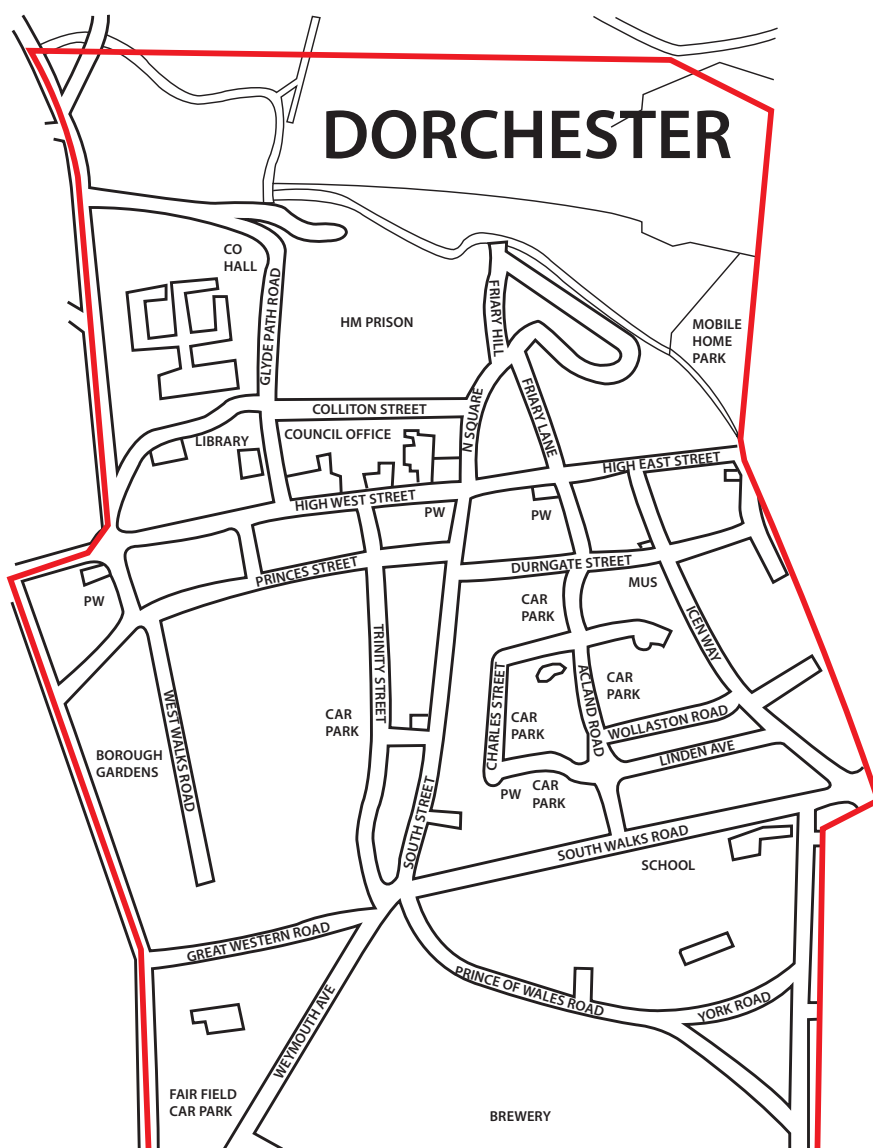 DORCHESTER
CO
HALL
GLYDE PATH ROAD
HM PRISON
FRIARY HILL
MOBILE
HOME
PARK
COLLITON STREET
N SQUARE
FRIARY LANE
LIBRARY
COUNCIL OFFICE
HIGH EAST STREET
HIGH WEST STREET
PW
PW
PRINCES STREET
DURNGATE STREET
PW
MUS
CAR
PARK
ICEN WAY
TRINITY STREET
CHARLES STREET
ACLAND ROAD
CAR
PARK
WEST WALKS ROAD
CAR
PARK
CAR
PARK
WOLLASTON ROAD
BOROUGH
GARDENS
LINDEN AVE
PW
CAR
PARK
SOUTH STREET
SOUTH WALKS ROAD
SCHOOL
GREAT WESTERN ROAD
PRINCE OF WALES ROAD
YORK ROAD
WEYMOUTH AVE
FAIR FIELD
CAR PARK
BREWERY